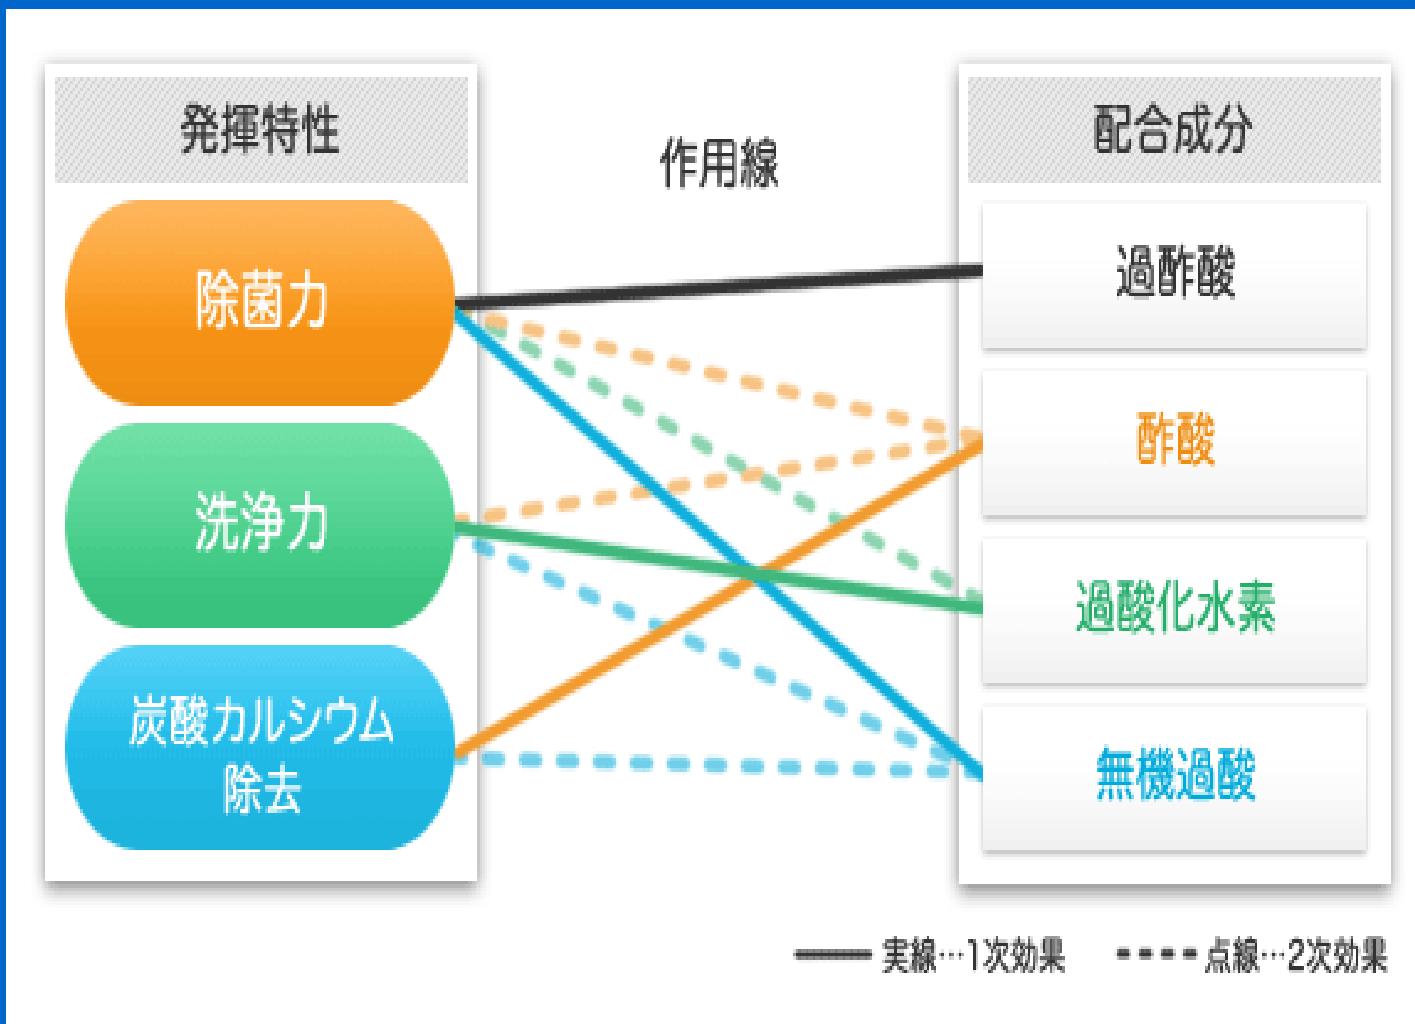 発揮特性
作用線
配合成分
除菌力
洗浄力
炭酸カルシウム
除去
過酢酸
酢酸
過酸化水素
無機過酸
実線…1次効果
点線…2次効果